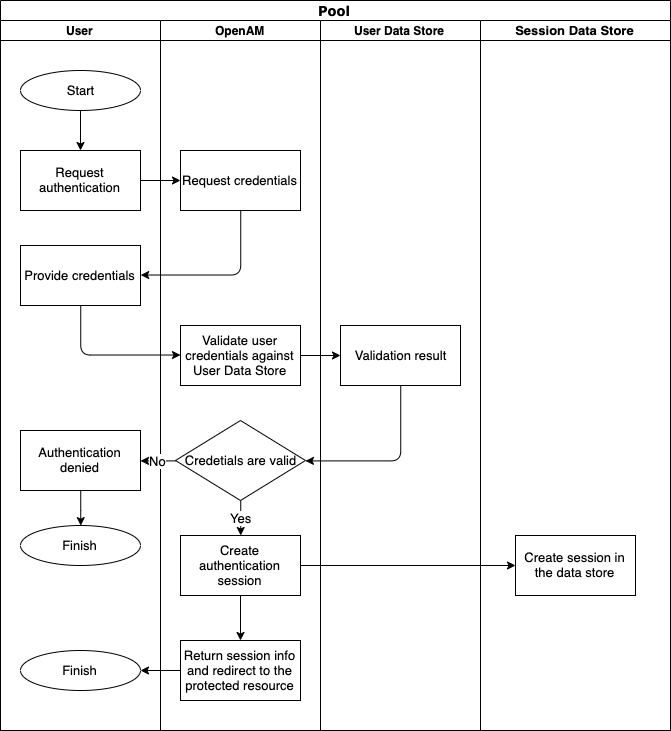 Pool
User
OpenAM
User Data Store
Session Data Store
Start
Request
authentication
Request credentials
Provide credentials
Validate user
credentials against
User Data Store
Validation result
Authentication
denied
No
Credetials are valid
Yes
Finish
Create
authentication
session
Create session in
the data store
Finish
Return session info
and redirect to the
protected resource